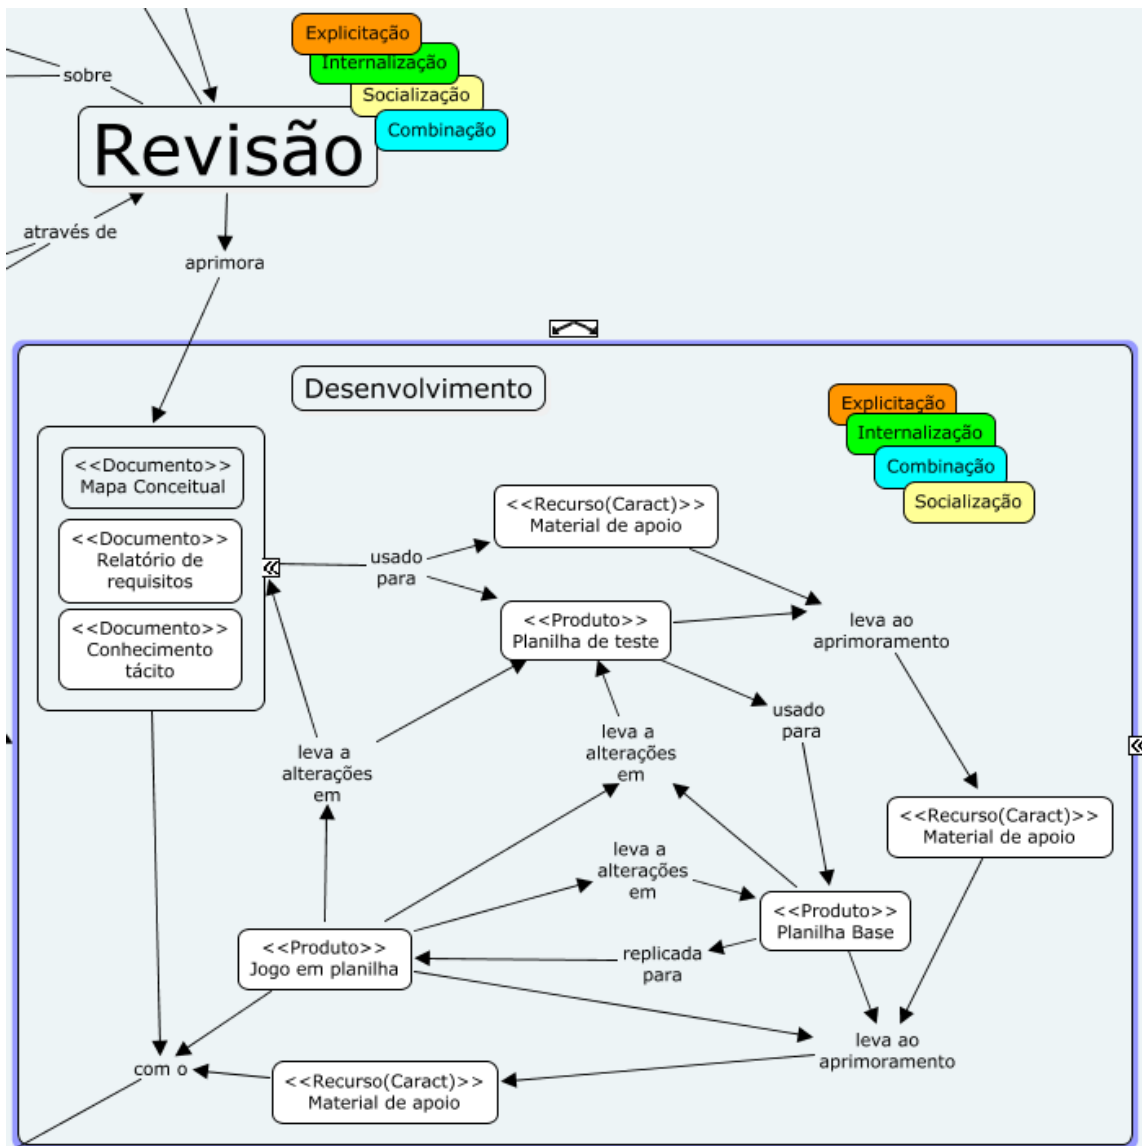 Explicitação
Internalização
sobre
Socialização
Combinação
Revisão
através de
aprimora
Desenvolvimento
Explicitação
Internalização
Combinação
Socialização
<<Documento>>
Mapa Conceitual
<<Documento>>
Relatório de
requisitos
<<Documento>>
Conhecimento
tácito
usado
para
<<Recurso(Caract)>>
Material de apoio
<<Produto>>
Planilha de teste
leva ao
aprimoramento
usado
para
leva a
alterações
em
leva a
alterações
em
<<Recurso(Caract)>>
Material de apoio
leva a
alterações
em
<<Produto>>
Planilha Base
<<Produto>>
Jogo em planilha
replicada
para
leva ao
aprimoramento
com o
<<Recurso(Caract)>>
Material de apoio